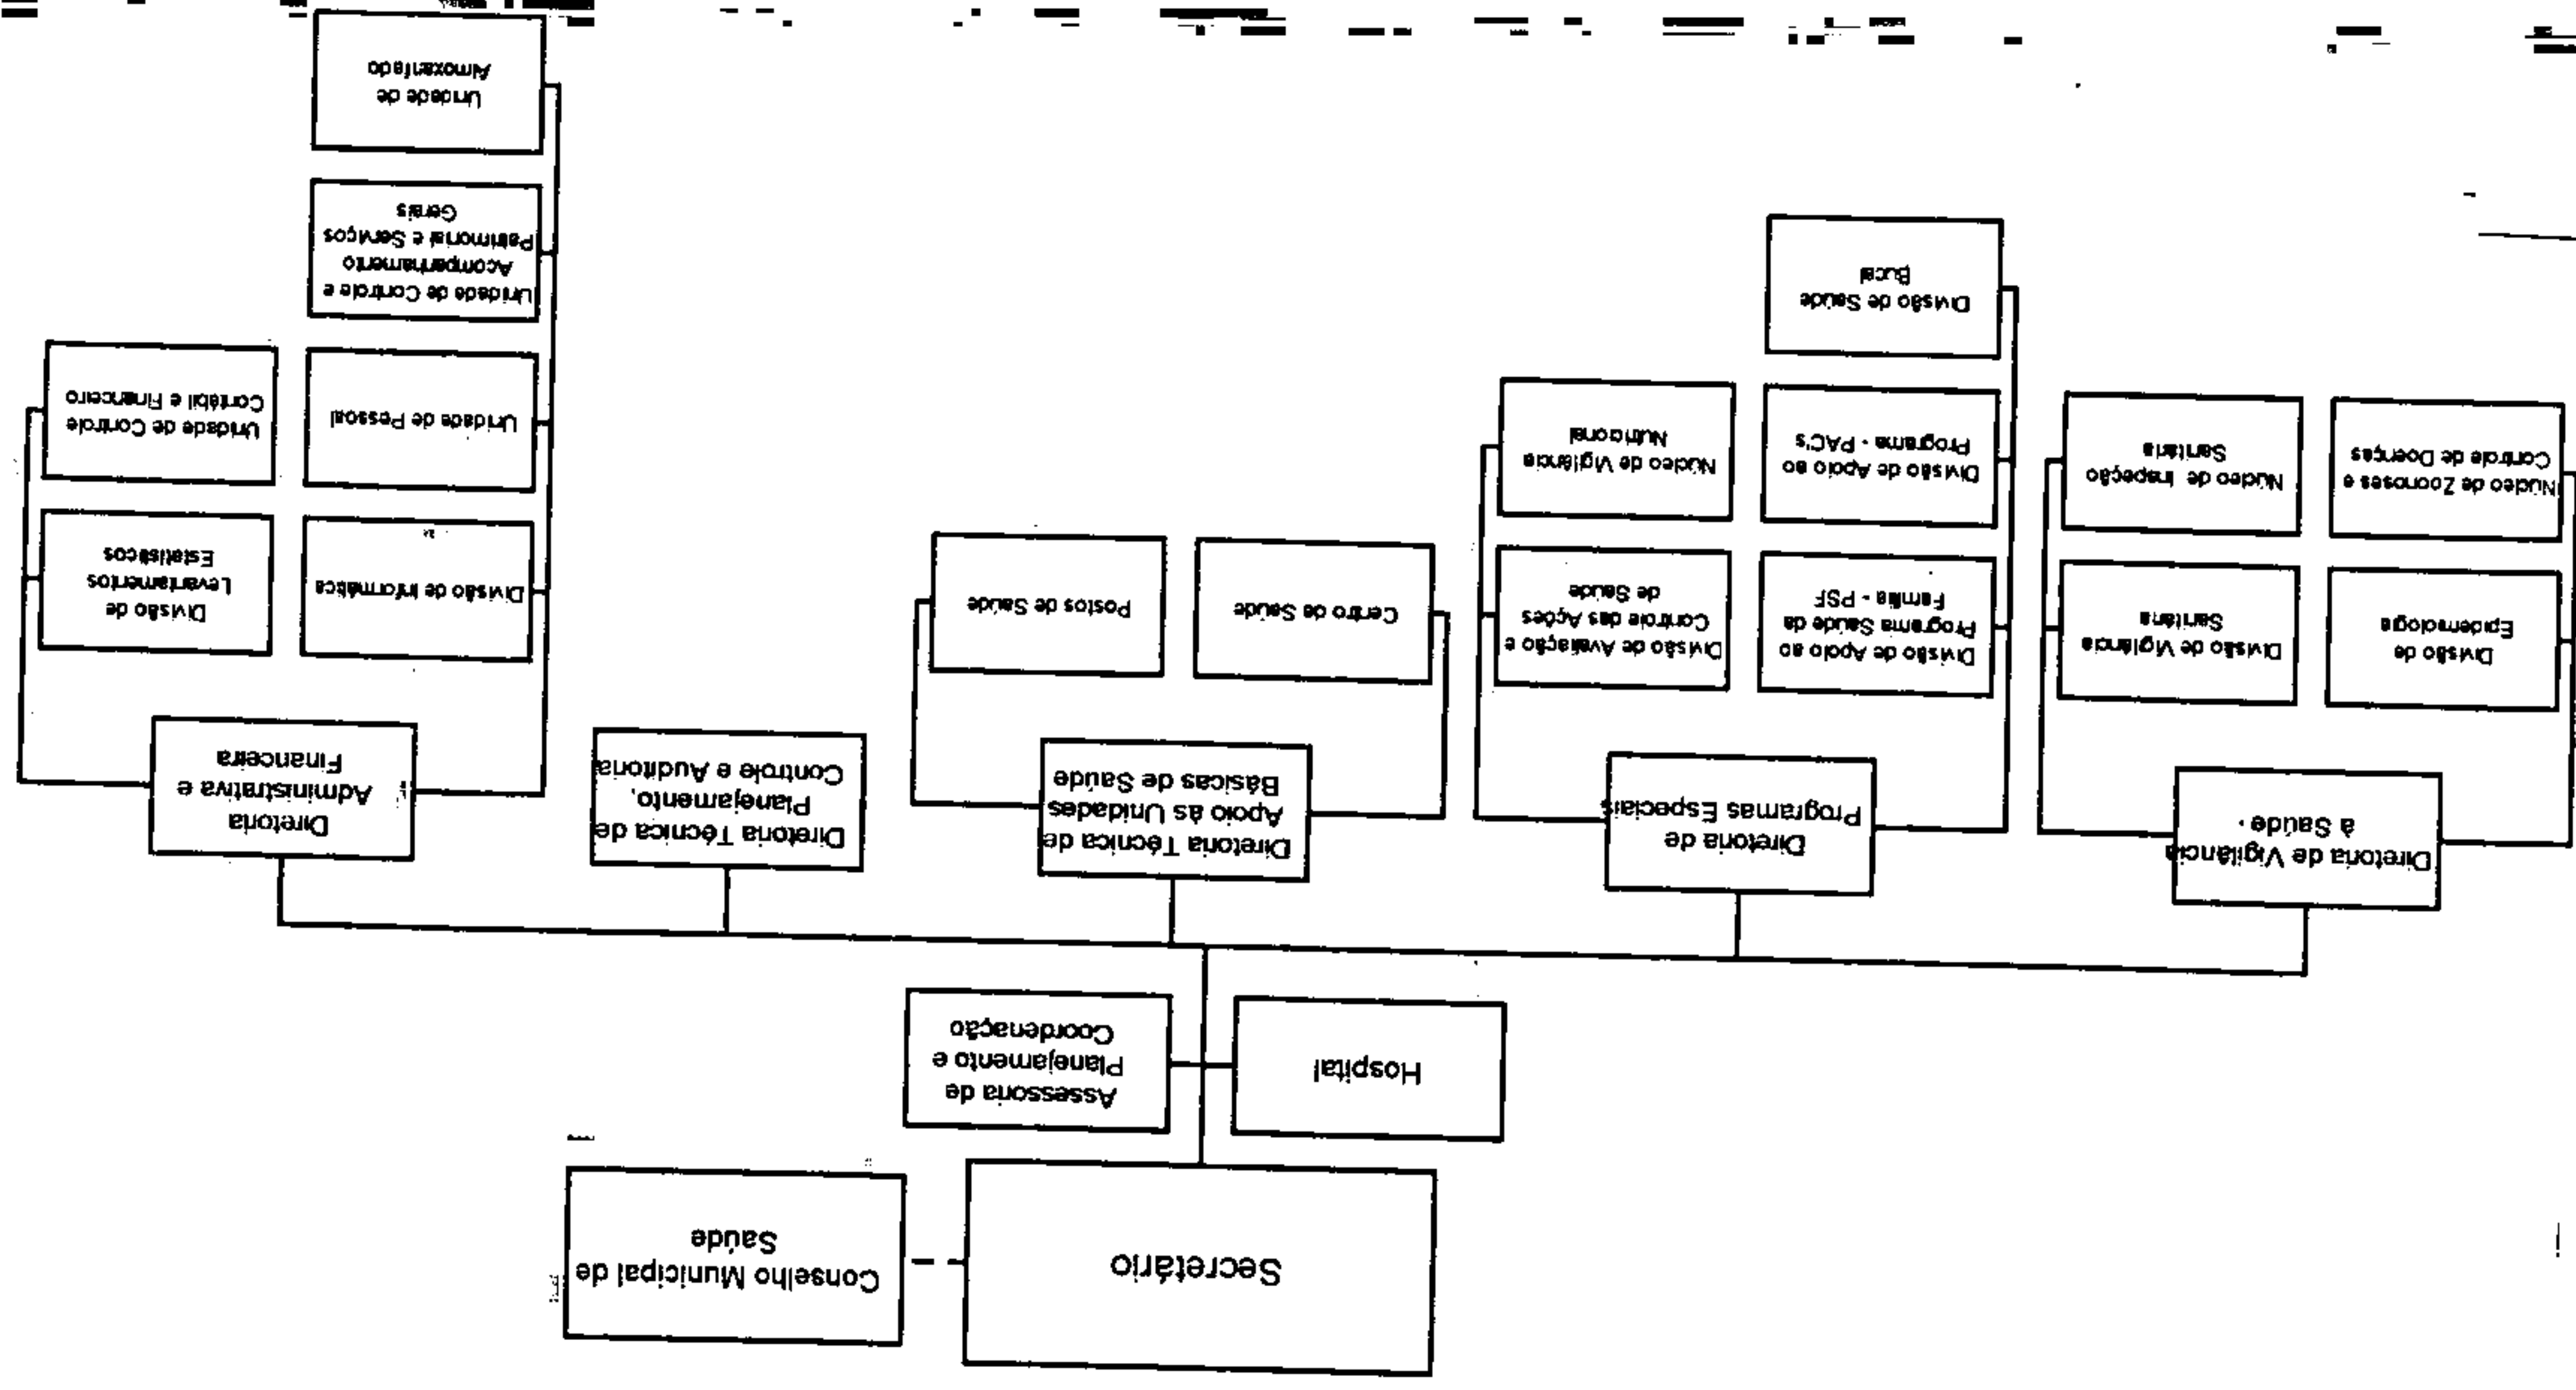 Secretário
Conselho Municipal de
Saúde
Hospital
Assessoria de
Planejamento e
Coordenação
Diretoria de Vigilância
à Saúde
Diretoria de
Programas Especiais
Diretoria Técnica de
Apoio às Unidades
Básicas de Saúde
Diretoria Técnica de
Planejamento,
Controle e Auditoria
Diretoria
Administrativa e
Financeira
Divisão de
Epidemiologia
Divisão de Vigilância
Sanitária
Núcleo de Zoonoses e
Controle de Doenças
Núcleo de Inspeção
Sanitária
Divisão de Apoio ao
Programa Saúde da
Família - PSF
Divisão de Avaliação e
Controle das Ações
de Saúde
Divisão de Apoio ao
Programa - PAC's
Núcleo de Vigilância
Nutricional
Divisão de Saúde
Bucal
Centro de Saúde
Postos de Saúde
Divisão de Informática
Divisão de
Levantamentos
Estatísticos
Unidade de Pessoal
Unidade de Controle
Contábil e Financeiro
Unidade de Controle e
Acompanhamento
Patrimonial e Serviços
Gerais
Unidade de
Almoxarifado